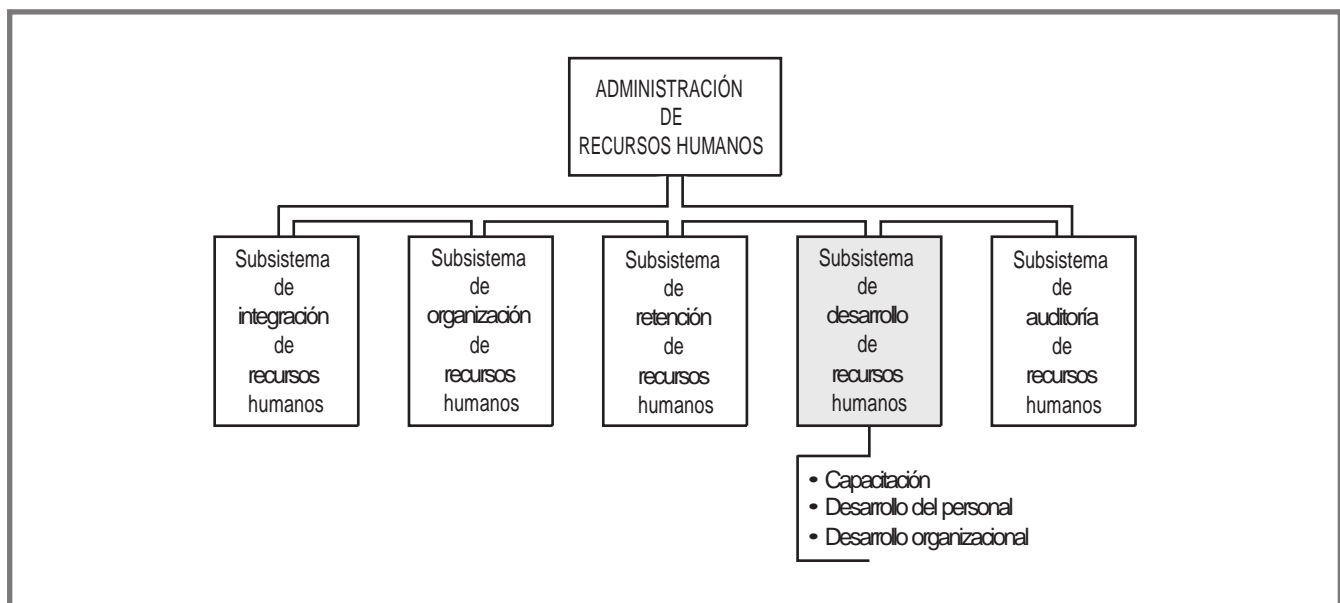 ADMINISTRACIÓN
DE
RECURSOS HUMANOS
Subsistema
de
integración
de
recursos
humanos
Subsistema
de
organización
de
recursos
humanos
Subsistema
de
retención
de
recursos
humanos
Subsistema
de
desarrollo
de
recursos
humanos
Subsistema
de
auditoría
de
recursos
humanos
• Capacitación
• Desarrollo del personal
• Desarrollo organizacional